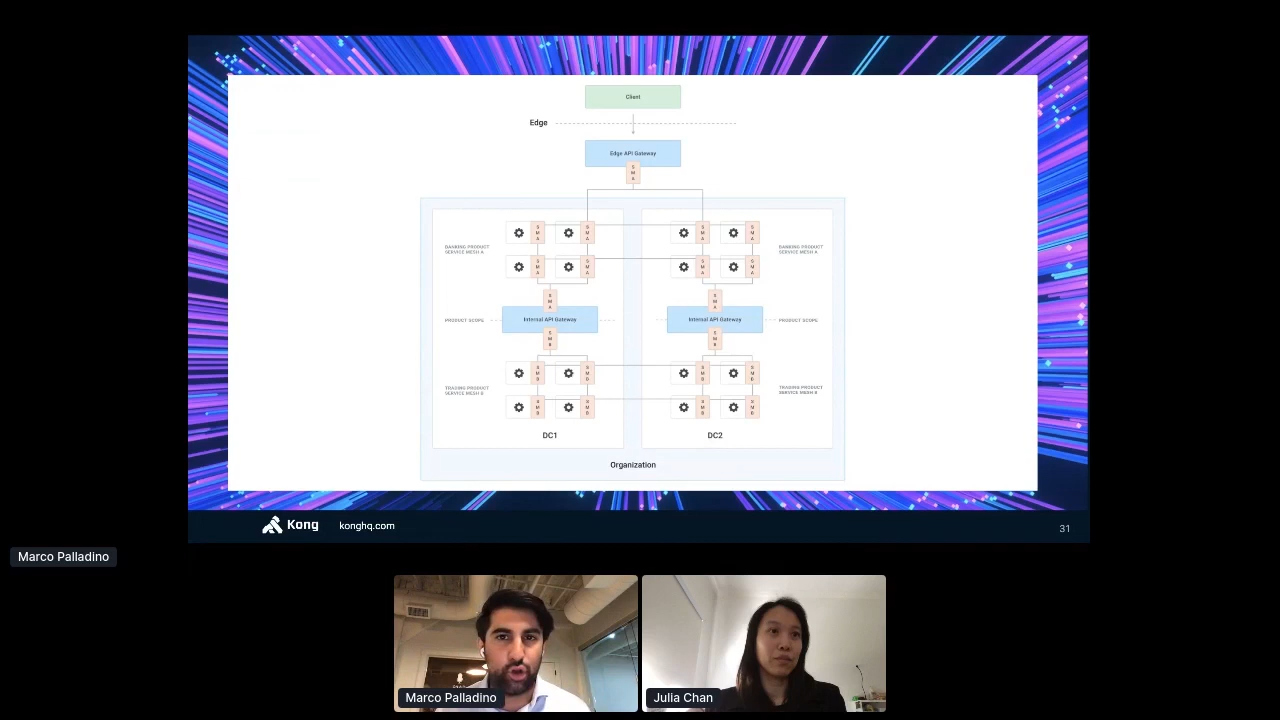 Client
Edge
Edge API Gateway
S
M
A
BANKING PRODUCT
SERVICE MESH A
S
M
A
S
M
A
S
M
A
S
M
A
BANKING PRODUCT
SERVICE MESH A
S
M
A
S
M
A
S
M
A
S
M
A
S
M
A
S
M
A
PRODUCT SCOPE
Internal API Gateway
Internal API Gateway
PRODUCT SCOPE
S
M
B
S
M
B
TRADING PRODUCT
SERVICE MESH B
S
M
B
S
M
B
S
M
B
S
M
B
TRADING PRODUCT
SERVICE MESH B
S
M
B
S
M
B
S
M
B
S
M
B
DC1
DC2
Organization
Kong
konghq.com
31
Marco Palladino
Marco Palladino
Julia Chan